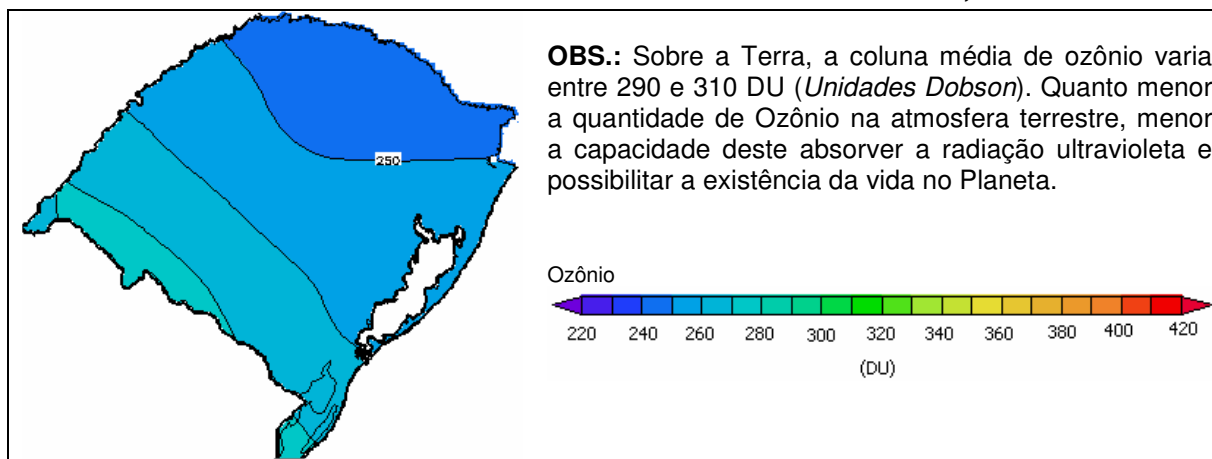 OBS.: Sobre a Terra, a coluna média de ozônio varia
entre 290 e 310 DU (Unidades Dobson). Quanto menor
a quantidade de Ozônio na atmosfera terrestre, menor
a capacidade deste absorver a radiação ultravioleta e
possibilitar a existência da vida no Planeta.
250
Ozônio
220 240 260 280 300 320 340 360 380 400 420
(DU)